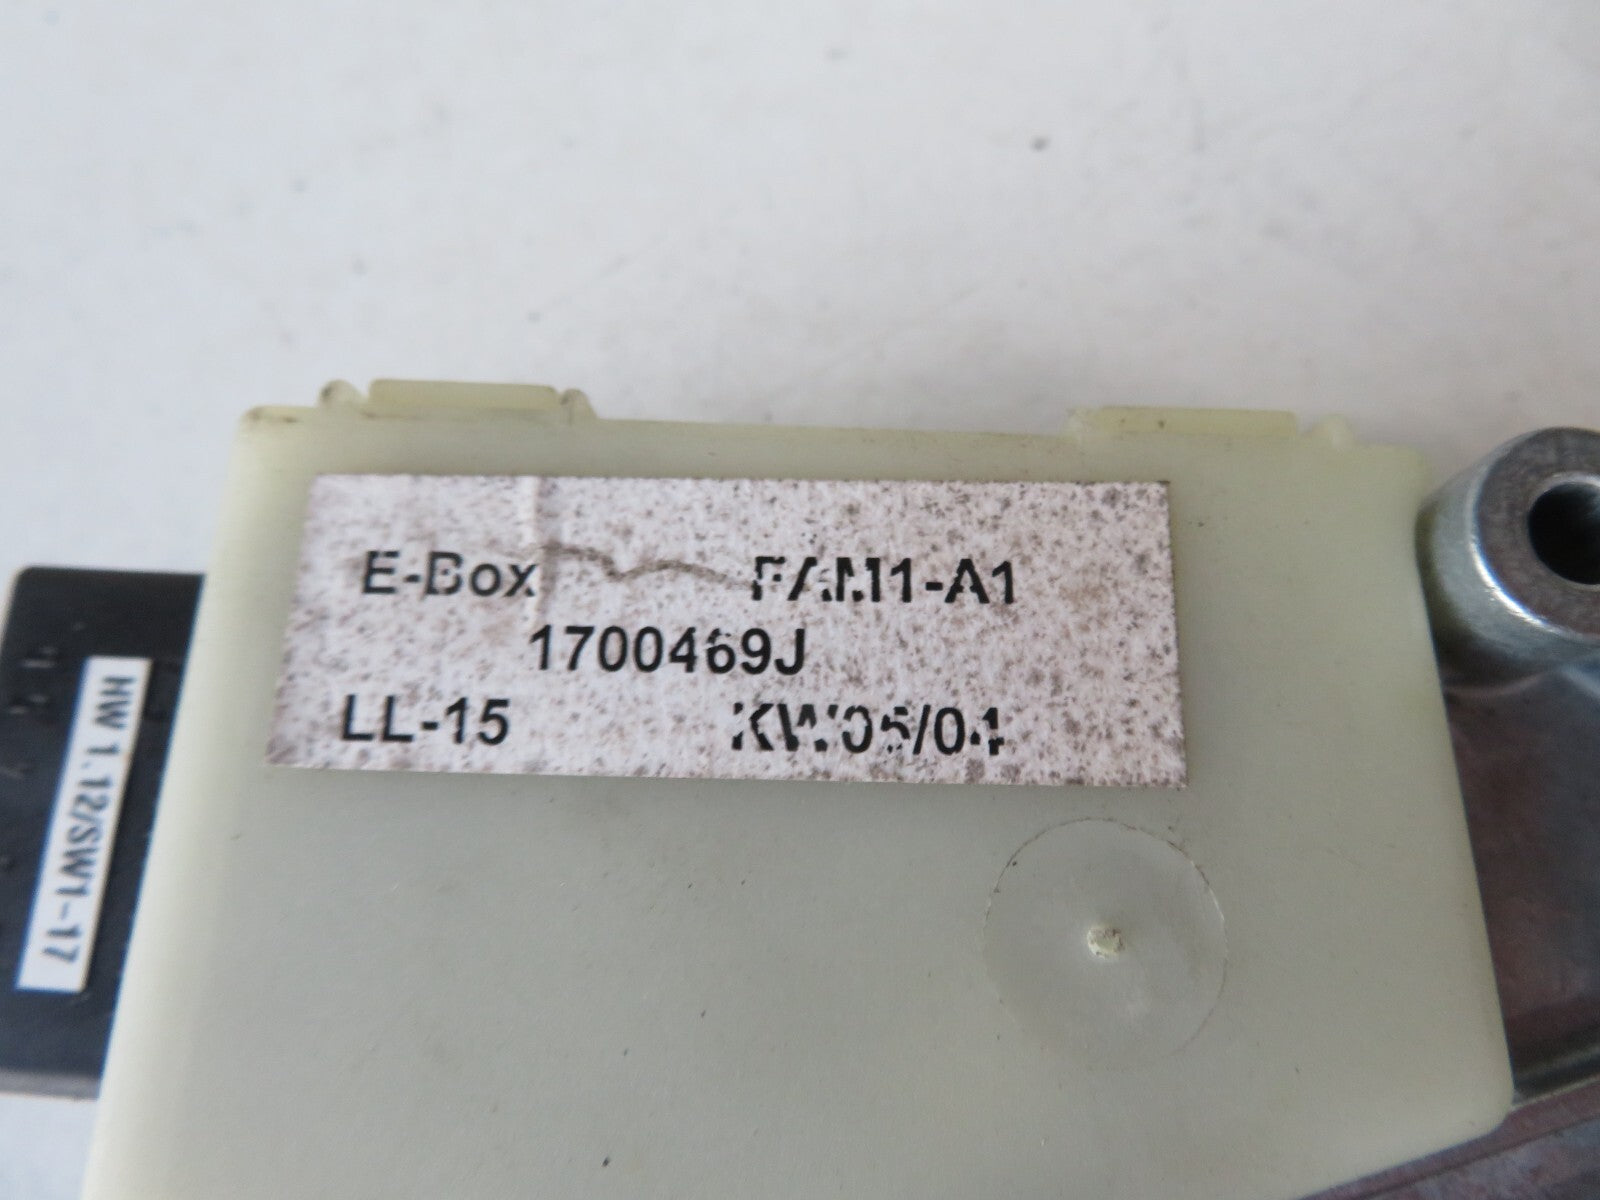 E-Box FAM1-A1
1700469J
LL-15 KW05/04
HW 1.12/SW1-17